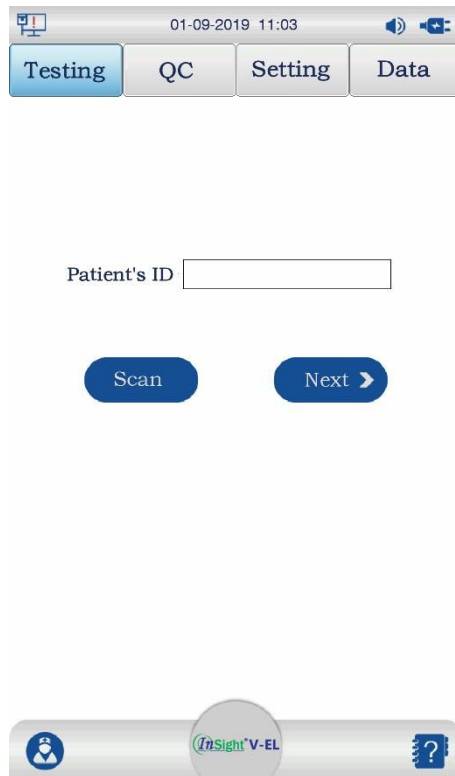 01-09-2019 11:03
Testing QC Setting Data
Patient's ID
Scan Next
InSight® V-EL